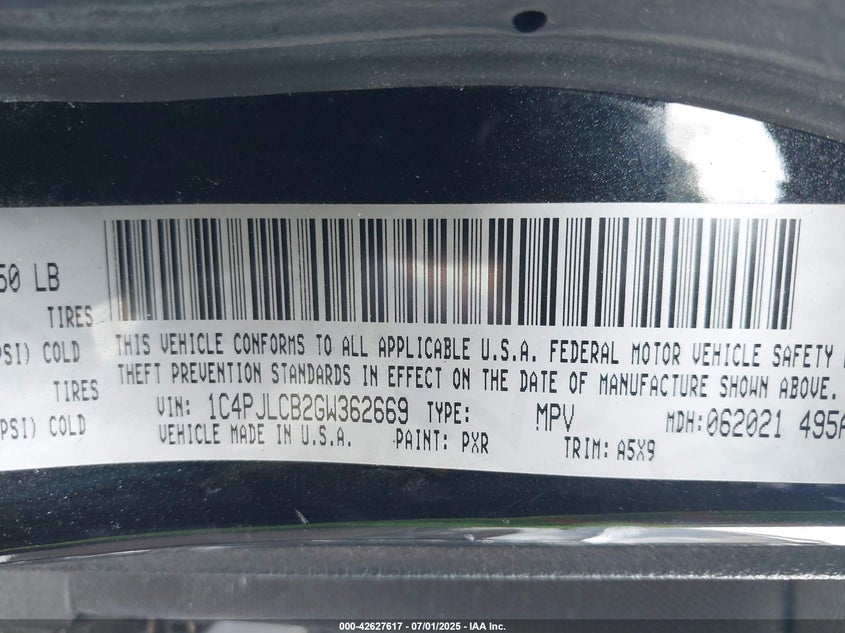 50 LB
TIRES
PSI) COLD
TIRES
PSI) COLD
THIS VEHICLE CONFORMS TO ALL APPLICABLE U.S.A. FEDERAL MOTOR VEHICLE SAFETY
THEFT PREVENTION STANDARDS IN EFFECT ON THE DATE OF MANUFACTURE SHOWN ABOVE.
VIN: 1C4PJLCB2GW362669 TYPE: MPV MDH: 062021 495A
VEHICLE MADE IN U.S.A. PAINT: PXR TRIM: A5X9
000-42627617 / 07/01/2025 - IAA Inc.